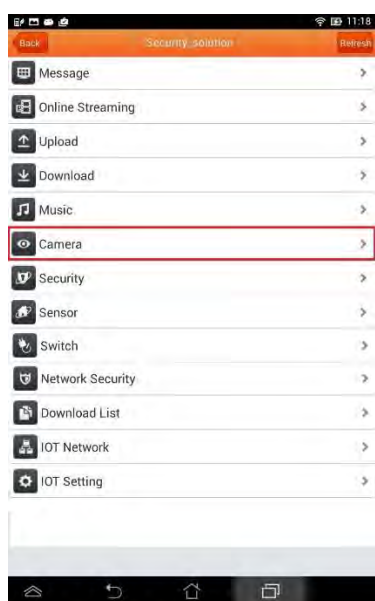 11:18
Back Security_solution Refresh
Message
Online Streaming
Upload
Download
Music
Camera
Security
Sensor
Switch
Network Security
Download List
IOT Network
IOT Setting